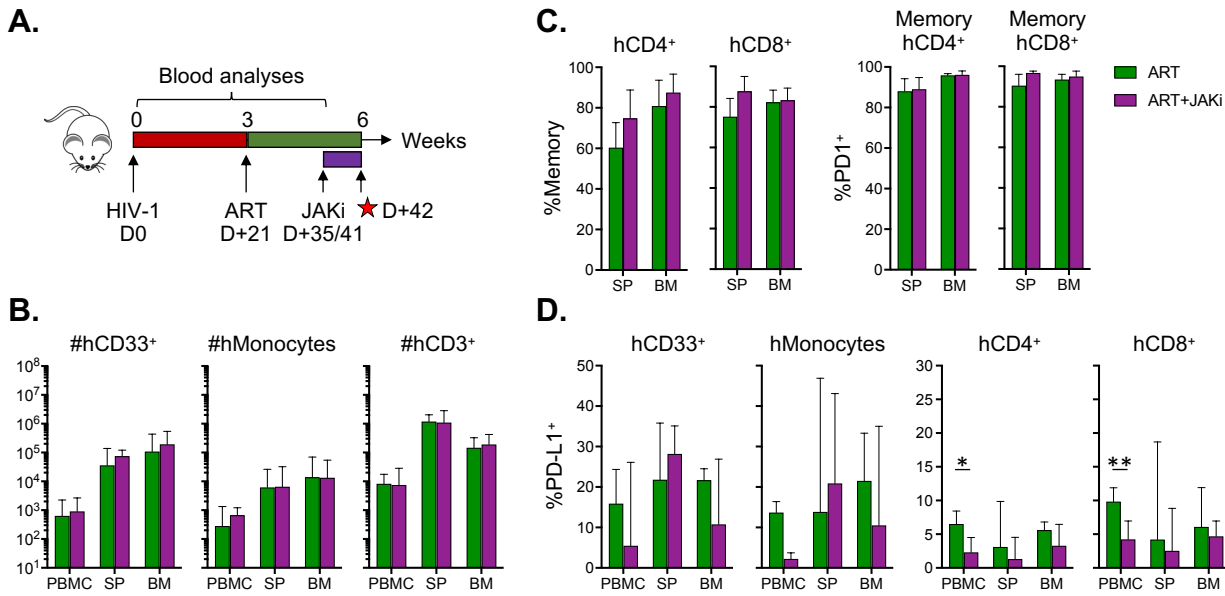 A.
Blood analyses
0 3 6
Weeks
HIV-1 ART JAKi D+42
D0 D+21 D+35/41
C.
hCD4⁺ hCD8⁺
Memory Memory
hCD4⁺ hCD8⁺
ART
ART+JAKi
%Memory
100
80
60
40
20
0
SP BM SP BM
%PD1⁺
100
80
60
40
20
0
SP BM SP BM
B.
#hCD33⁺ #hMonocytes #hCD3⁺
10⁸
10⁷
10⁶
10⁵
10⁴
10³
10²
10¹
PBMC SP BM PBMC SP BM PBMC SP BM
D.
hCD33⁺ hMonocytes hCD4⁺ hCD8⁺
%PD-L1⁺
50
40
30
20
10
0
PBMC SP BM PBMC SP BM
30
25
20
15
10
5
0
* **
PBMC SP BM PBMC SP BM